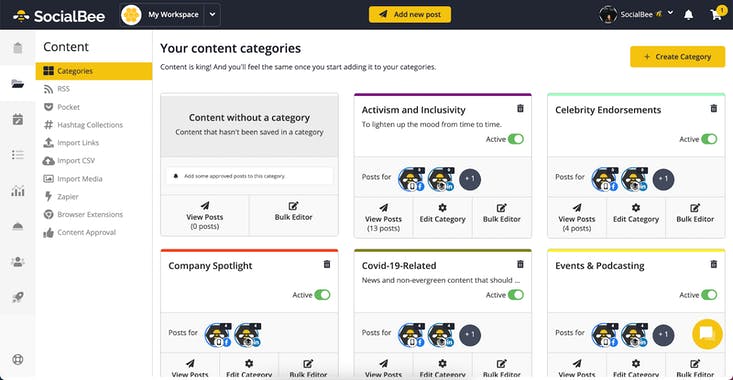 SocialBee
My Workspace
Add new post
SocialBee
1
Content
Categories
RSS
Pocket
Hashtag Collections
Import Links
Import CSV
Import Media
Zapier
Browser Extensions
Content Approval
Your content categories
Content is king! And you'll feel the same once you start adding it to your categories.
+ Create Category
Content without a category
Content that hasn't been saved in a category
Add some approved posts to this category
View Posts
(0 posts)
Bulk Editor
Activism and Inclusivity
To lighten up the mood from time to time.
Active
Posts for
+ 1
View Posts
(13 posts)
Edit Category
Bulk Editor
Celebrity Endorsements
Active
Posts for
+ 1
View Posts
(4 posts)
Edit Category
Bulk Editor
Company Spotlight
Active
Posts for
View Posts
Edit Category
Bulk Editor
Covid-19-Related
News and non-evergreen content that should ...
Active
Posts for
+ 1
View Posts
Edit Category
Bulk Editor
Events & Podcasting
Active
Posts for
+ 1
View Posts
Edit Category
Bulk Editor